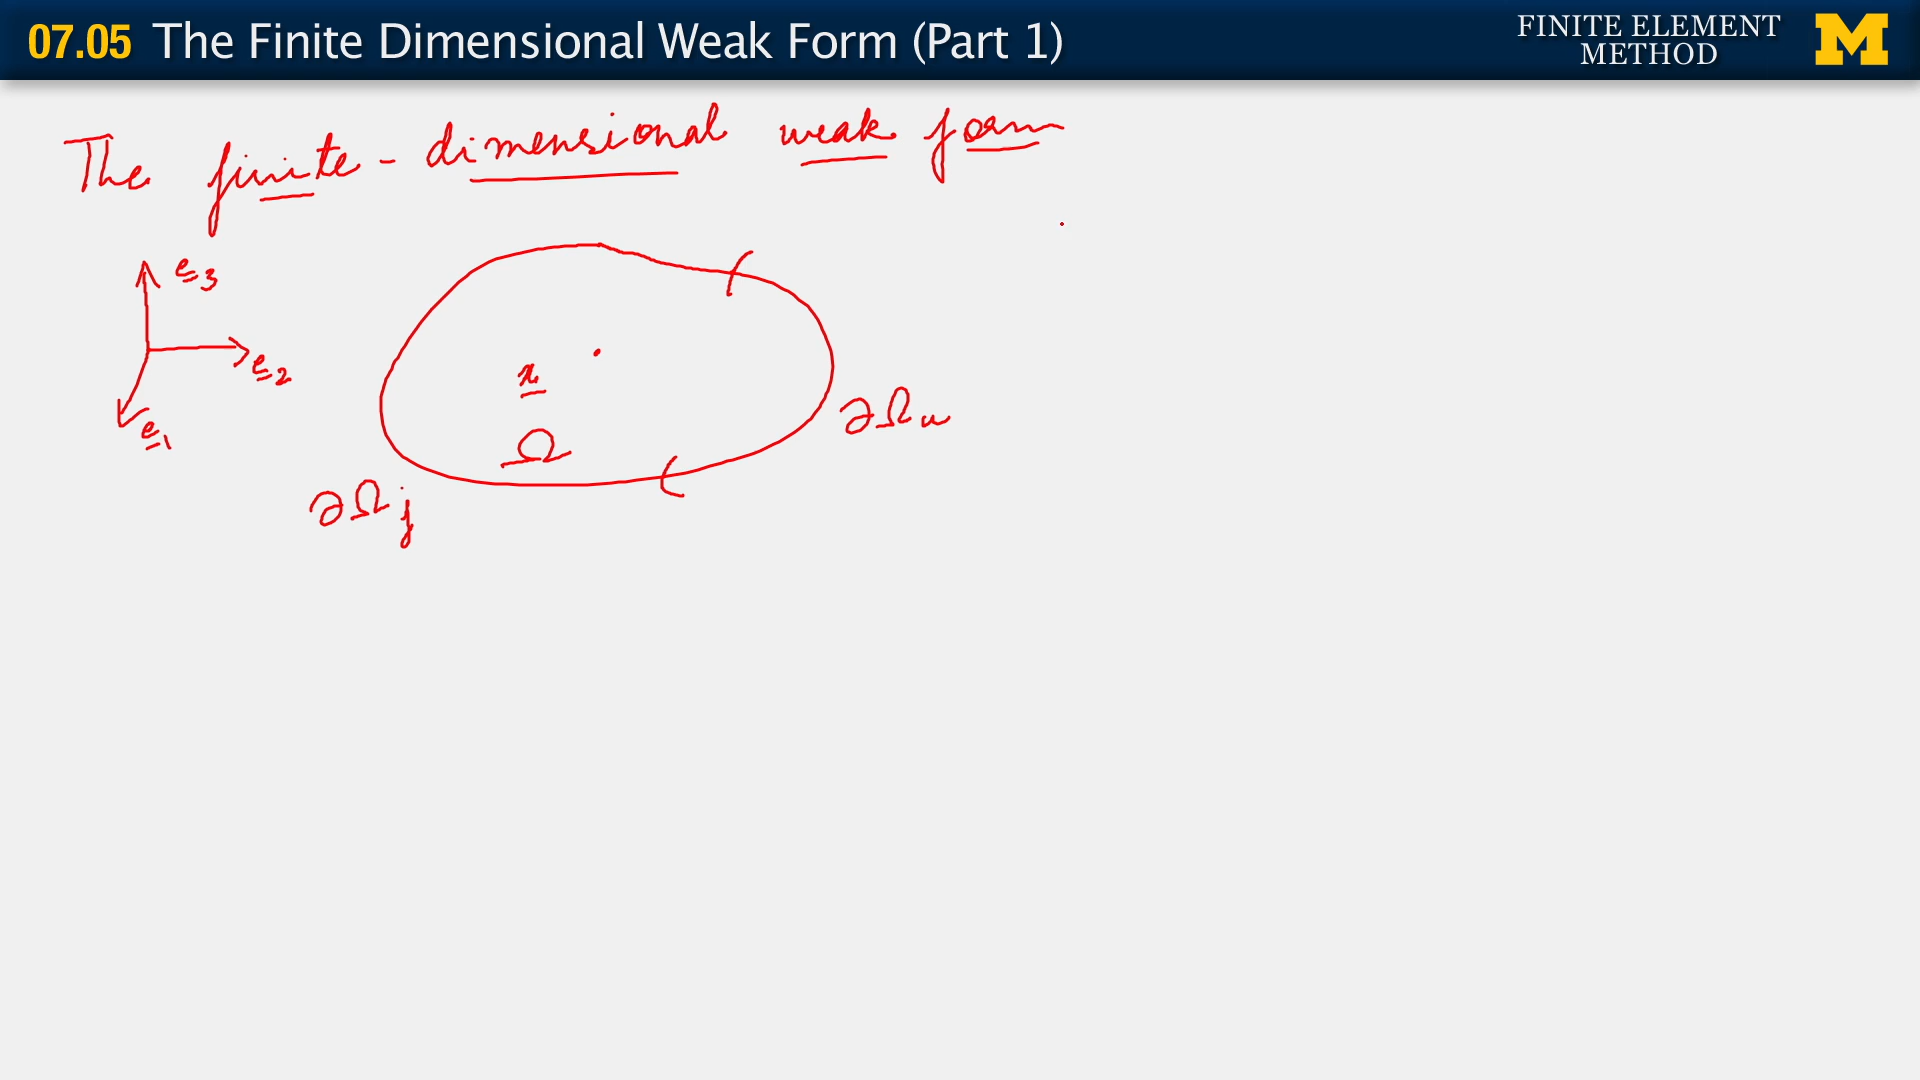 07.05 The Finite Dimensional Weak Form (Part 1)
FINITE ELEMENT
METHOD
M
The finite-dimensional weak form
e3
e2
e1
x
Ω
∂Ωu
∂Ωj